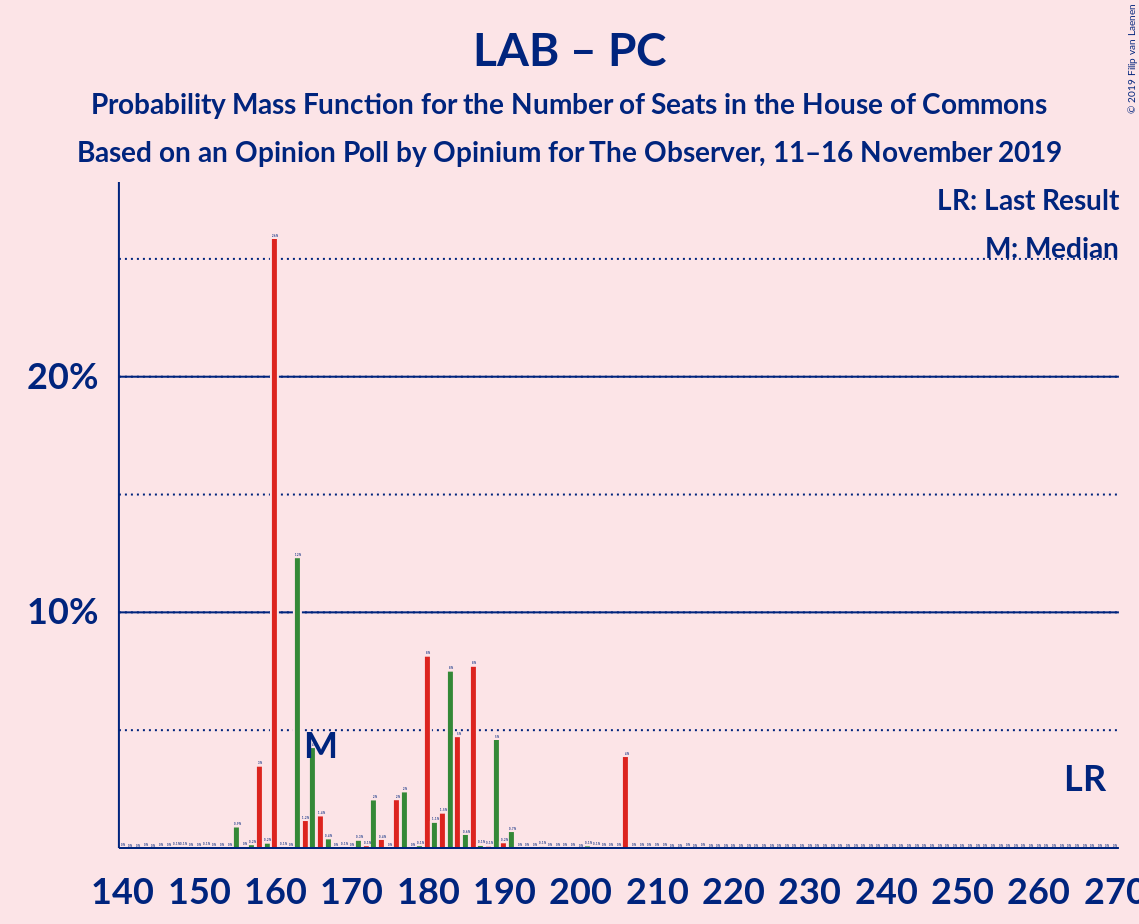 LAB – PC
Probability Mass Function for the Number of Seats in the House of Commons
Based on an Opinion Poll by Opinium for The Observer, 11–16 November 2019
© 2019 Filip van Laenen
LR: Last Result
M: Median
20%
10%
M
LR
140 150 160 170 180 190 200 210 220 230 240 250 260 270